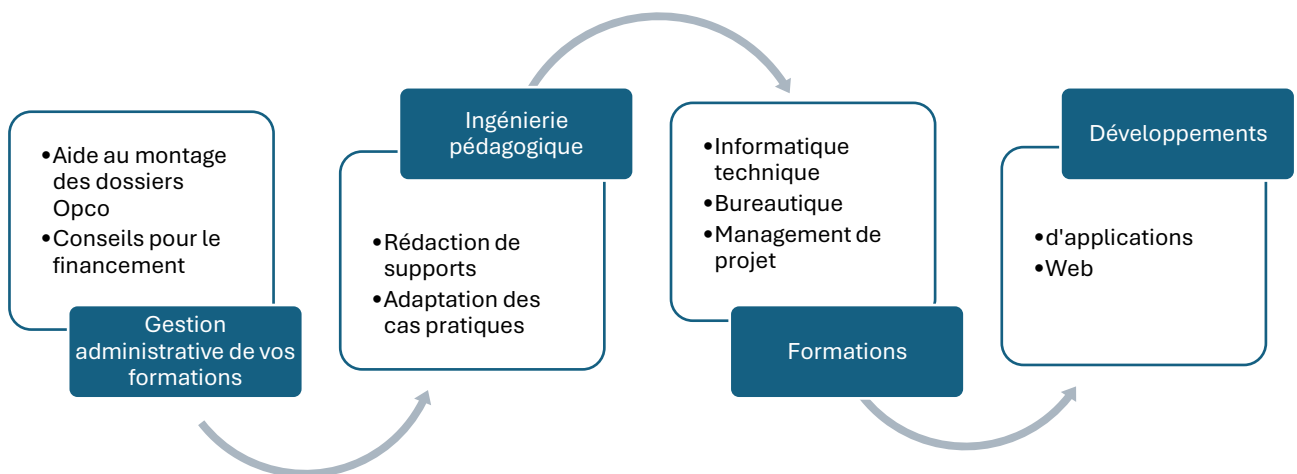 •Aide au montage
des dossiers
Opco
•Conseils pour le
financement
Gestion
administrative de vos
formations
Ingénierie
pédagogique
•Rédaction de
supports
•Adaptation des
cas pratiques
•Informatique
technique
•Bureautique
•Management de
projet
Formations
Développements
•d'applications
•Web